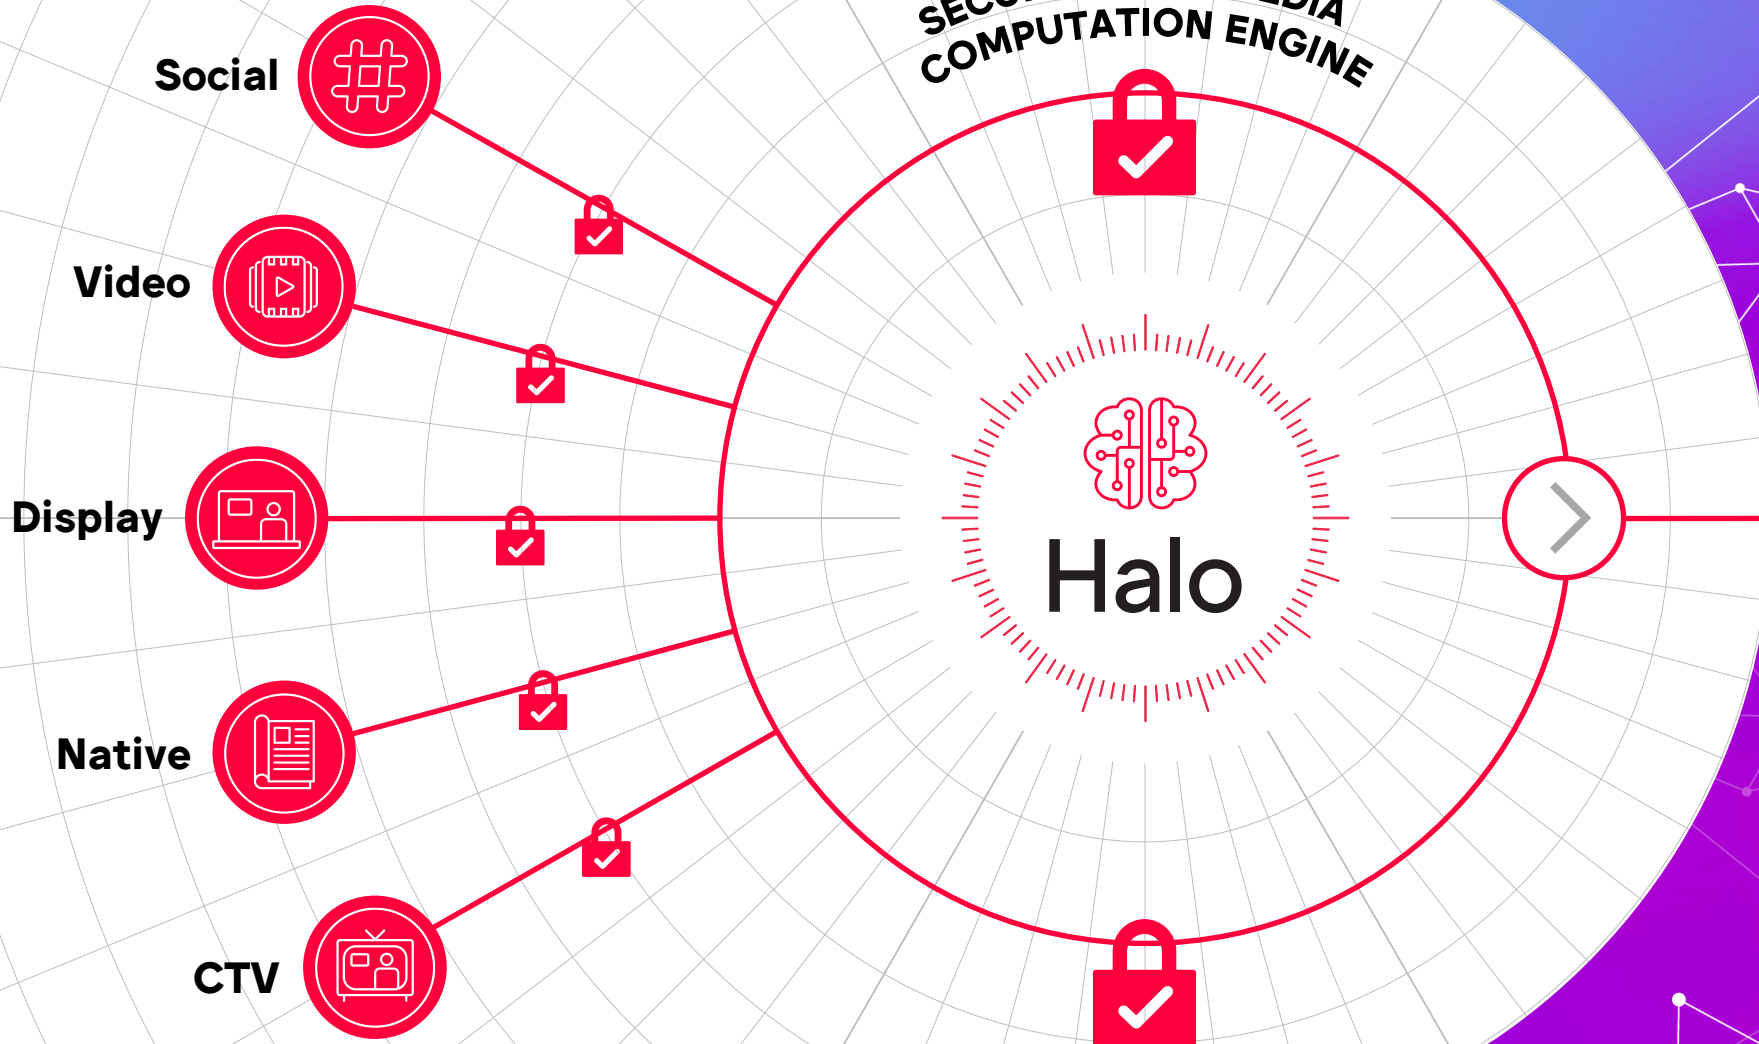 COMPUTATION ENGINE
Social
Video
Display
Halo
Native
CTV